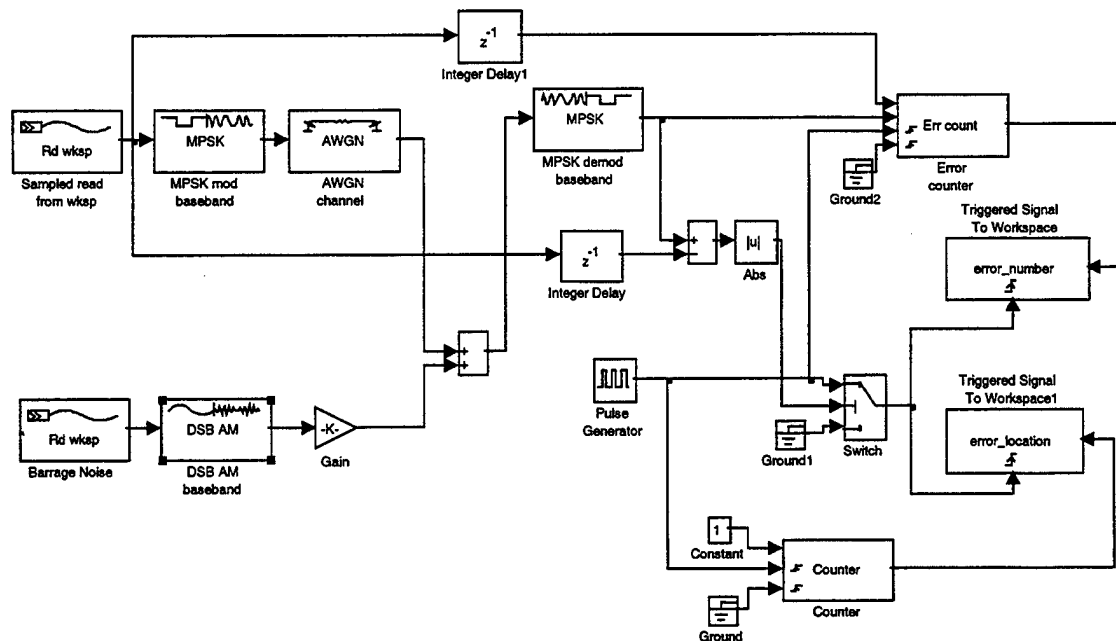 z-1
Integer Delay1
Rd wksp
Sampled read
from wksp
MPSK
MPSK mod
baseband
AWGN
AWGN
channel
MPSK
MPSK demod
baseband
Err count
Error
counter
Ground2
z-1
Integer Delay
+
−
|u|
Abs
Triggered Signal
To Workspace
error_number
+
+
Pulse
Generator
Ground1
Switch
Triggered Signal
To Workspace1
error_location
Rd wksp
Barrage Noise
DSB AM
DSB AM
baseband
-K-
Gain
1
Constant
Counter
Counter
Ground